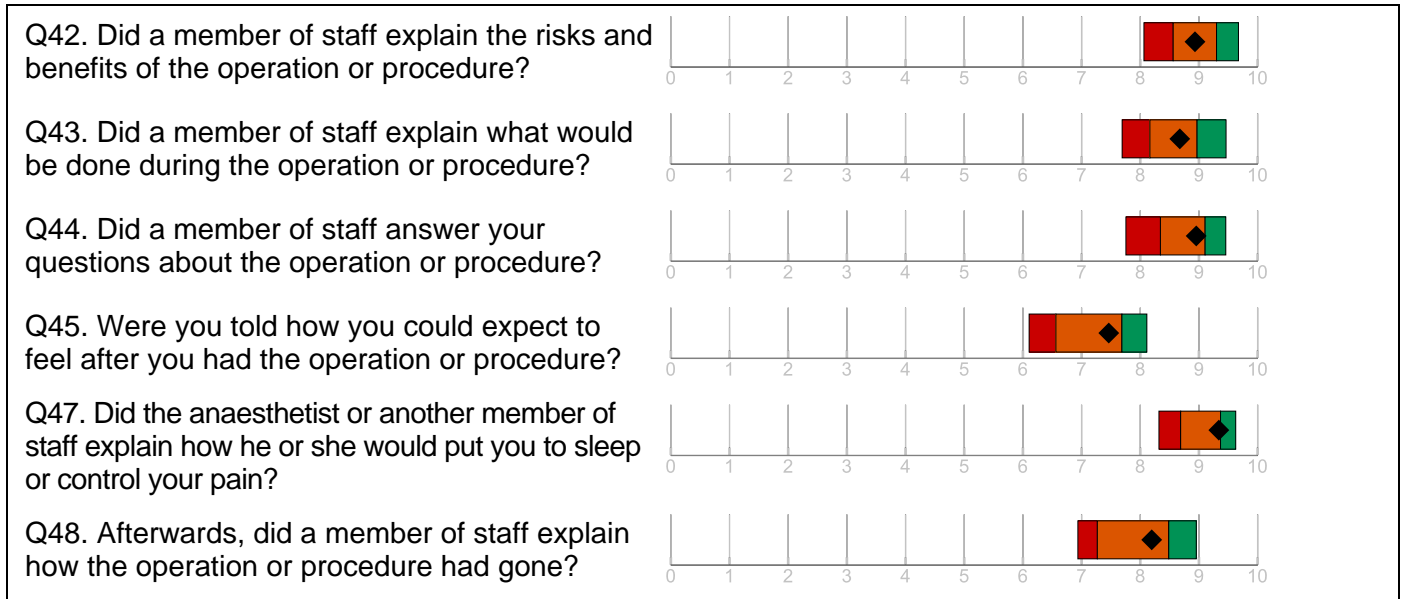 Q42. Did a member of staff explain the risks and
benefits of the operation or procedure?
0 1 2 3 4 5 6 7 8 9 10
Q43. Did a member of staff explain what would
be done during the operation or procedure?
0 1 2 3 4 5 6 7 8 9 10
Q44. Did a member of staff answer your
questions about the operation or procedure?
0 1 2 3 4 5 6 7 8 9 10
Q45. Were you told how you could expect to
feel after you had the operation or procedure?
0 1 2 3 4 5 6 7 8 9 10
Q47. Did the anaesthetist or another member of
staff explain how he or she would put you to sleep
or control your pain?
0 1 2 3 4 5 6 7 8 9 10
Q48. Afterwards, did a member of staff explain
how the operation or procedure had gone?
0 1 2 3 4 5 6 7 8 9 10